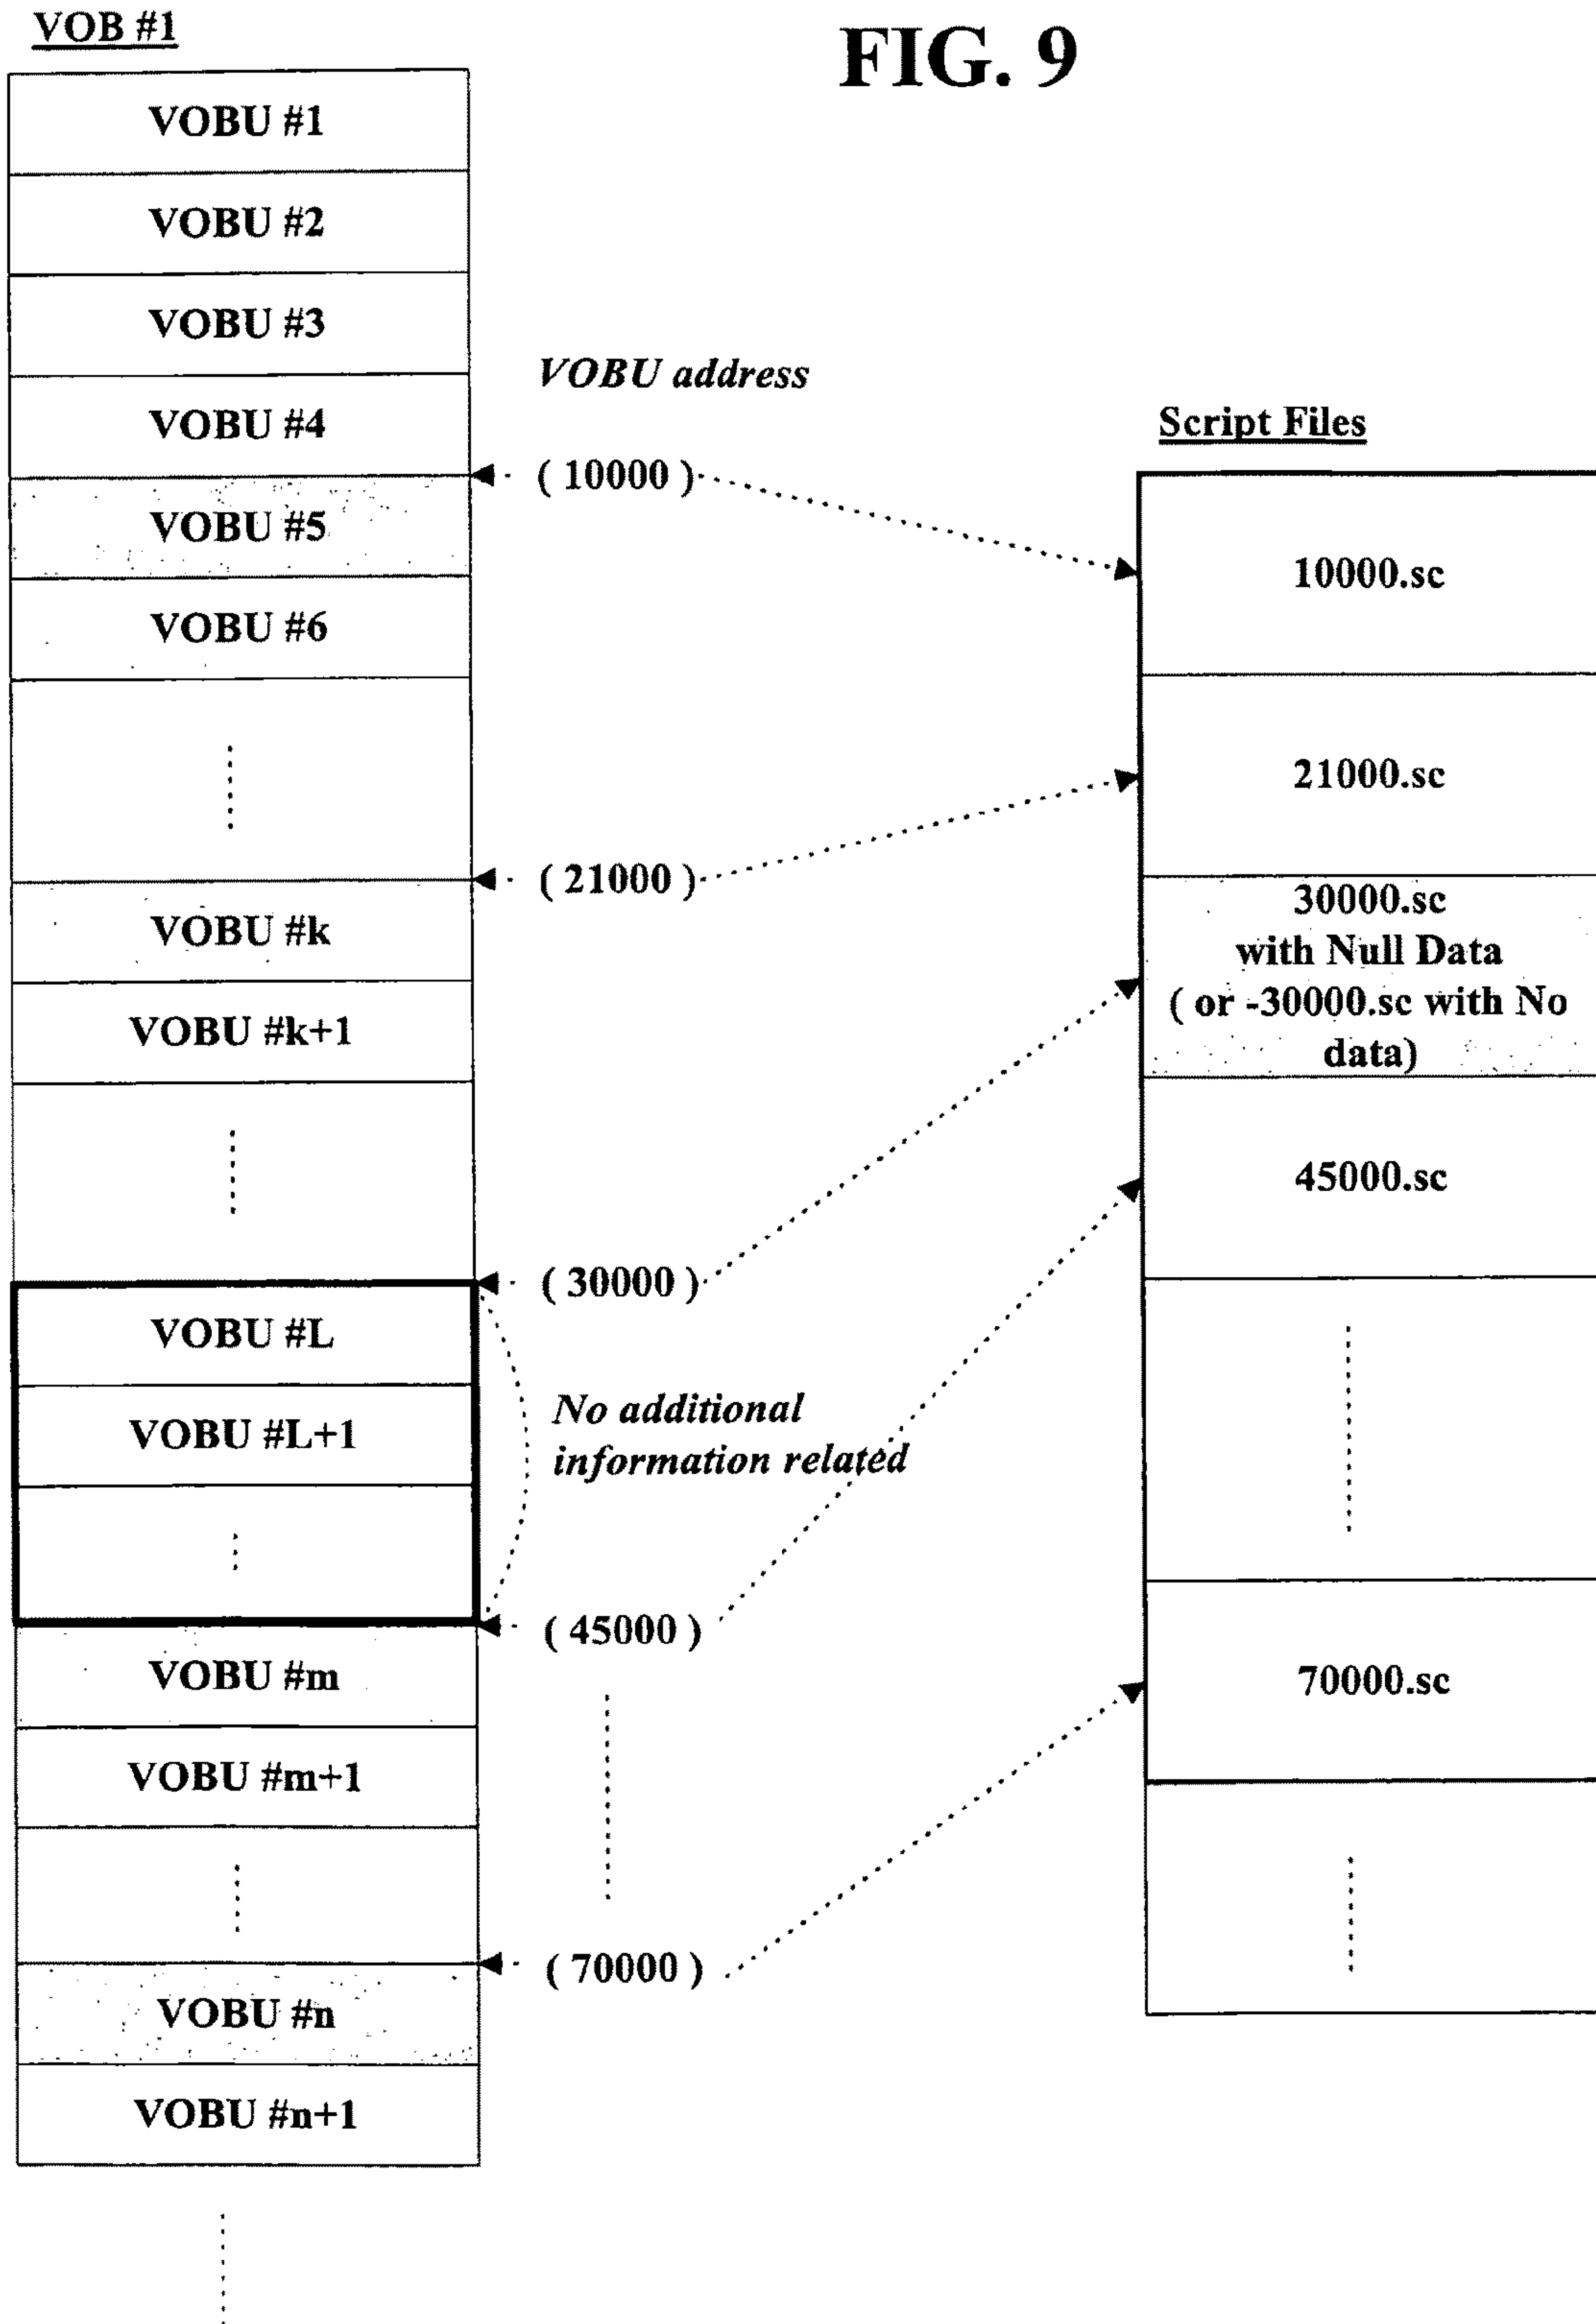 FIG. 9
VOB #1
VOBU #1
VOBU #2
VOBU #3
VOBU #4
VOBU #5
VOBU #6
VOBU #k
VOBU #k+1
VOBU #L
VOBU #L+1
VOBU #m
VOBU #m+1
VOBU #n
VOBU #n+1
VOBU address
( 10000 )
( 21000 )
( 30000 )
No additional
information related
( 45000 )
( 70000 )
Script Files
10000.sc
21000.sc
30000.sc
with Null Data
( or -30000.sc with No
data)
45000.sc
70000.sc